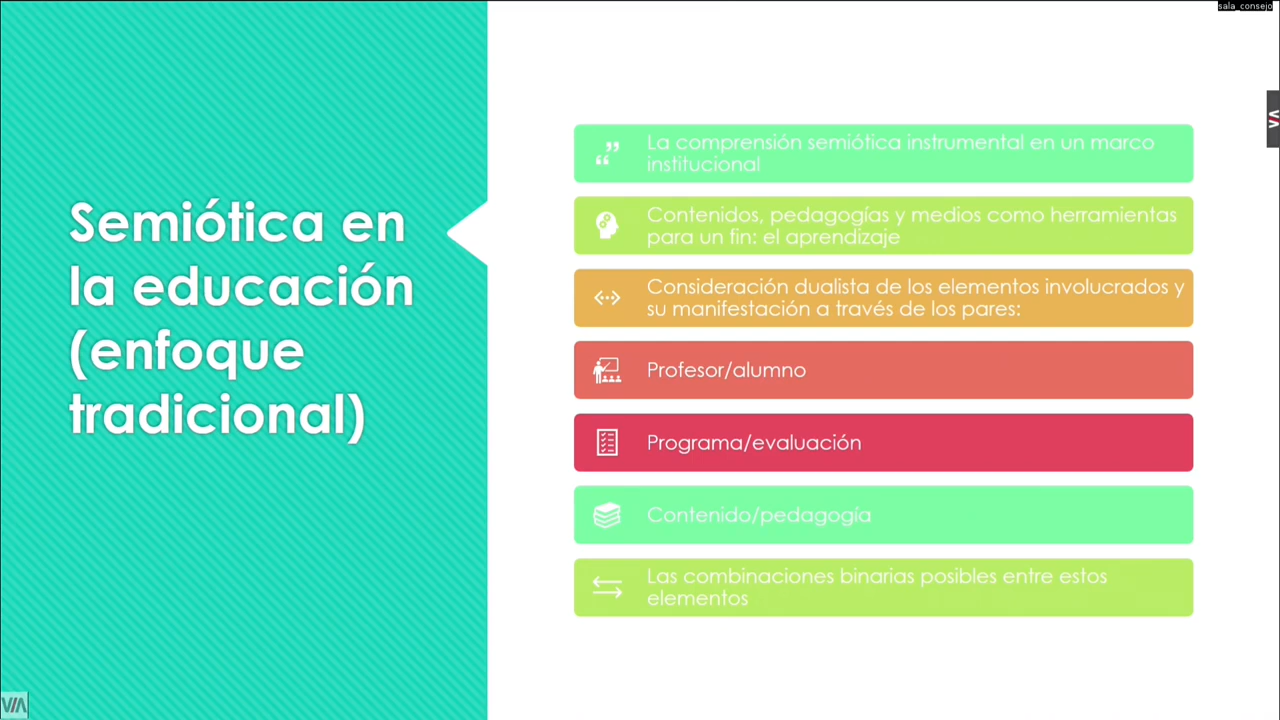 sala_consejo
Semiótica en
la educación
(enfoque
tradicional)
La comprensión semiótica instrumental en un marco
institucional
Contenidos, pedagogías y medios como herramientas
para un fin: el aprendizaje
Consideración dualista de los elementos involucrados y
su manifestación a través de los pares:
Profesor/alumno
Programa/evaluación
Contenido/pedagogía
Las combinaciones binarias posibles entre estos
elementos
VIA